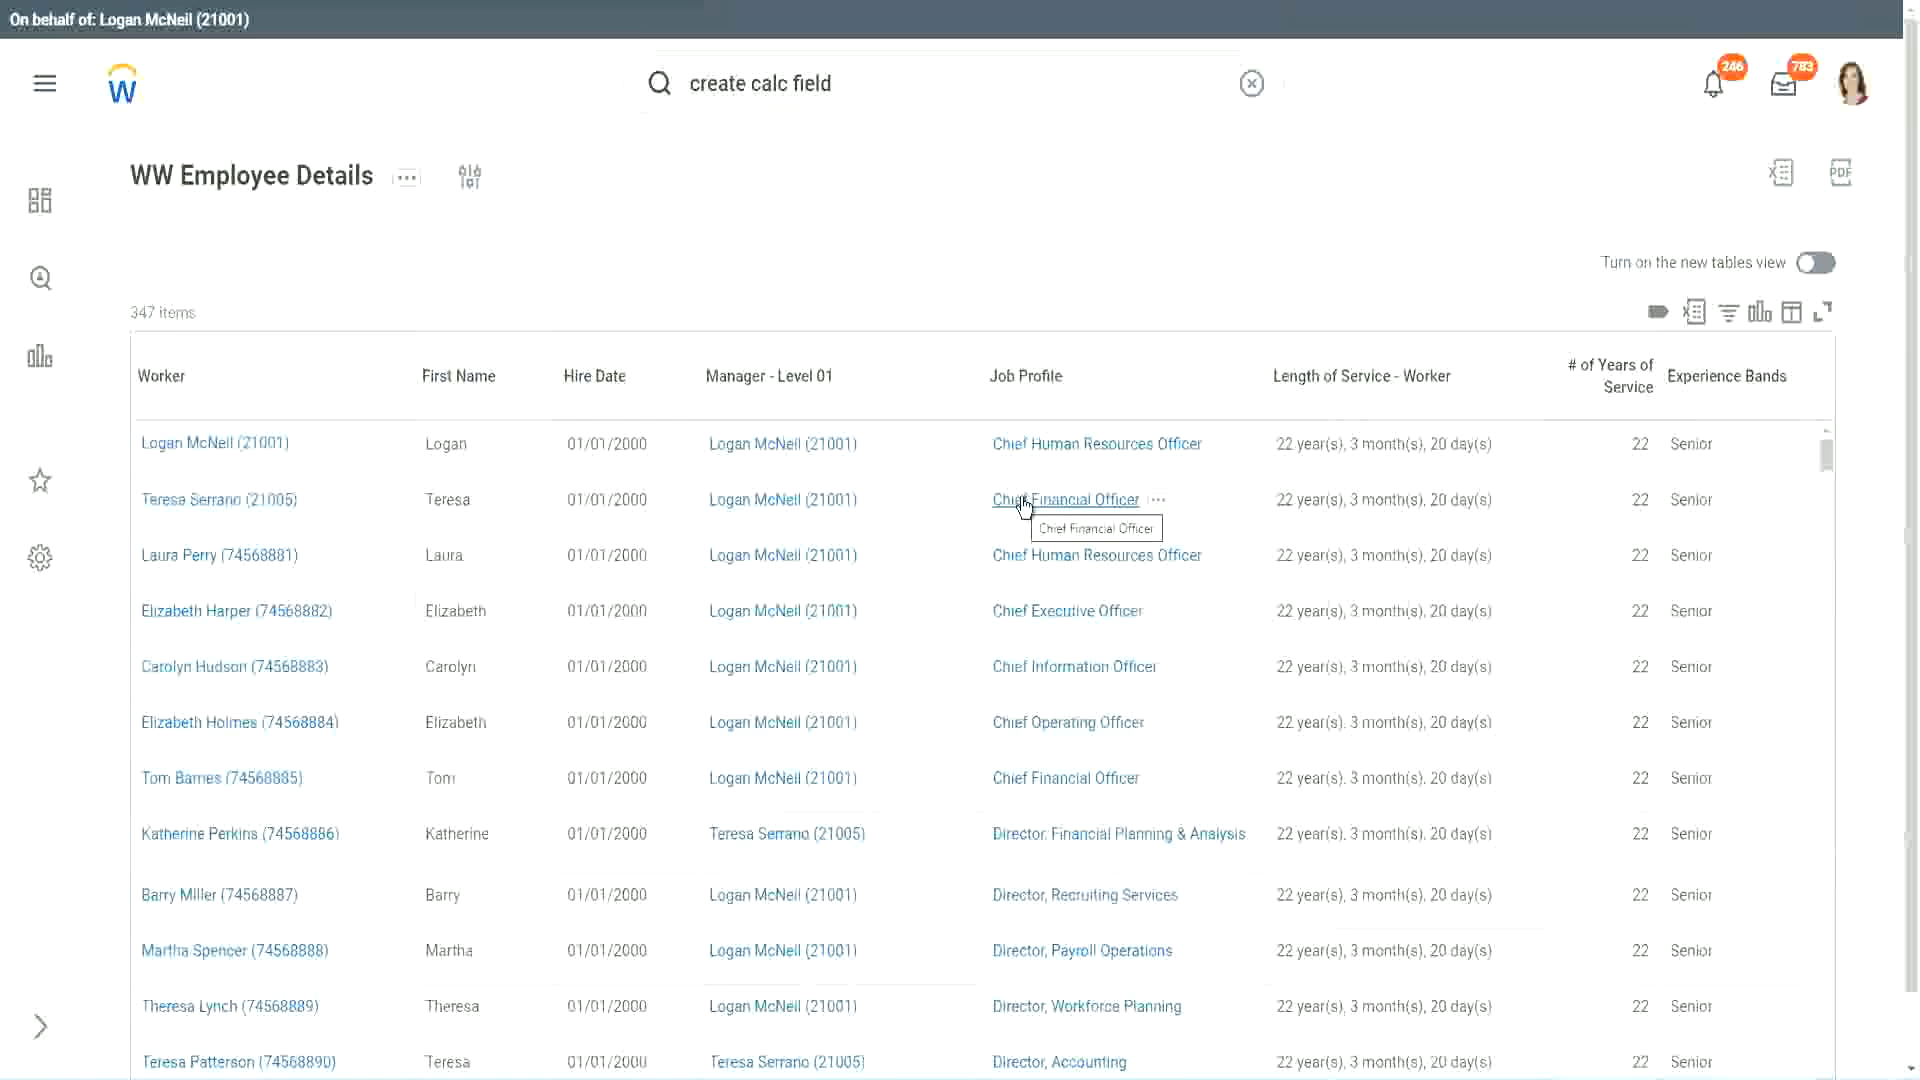 On behalf of: Logan McNeil (21001)
W
create calc field
246
783
WW Employee Details
PDF
Turn on the new tables view
347 items
Worker First Name Hire Date Manager - Level 01 Job Profile Length of Service - Worker # of Years of Service Experience Bands
Logan McNeil (21001) Logan 01/01/2000 Logan McNeil (21001) Chief Human Resources Officer 22 year(s), 3 month(s), 20 day(s) 22 Senior
Teresa Serrano (21005) Teresa 01/01/2000 Logan McNeil (21001) Chief Financial Officer 22 year(s), 3 month(s), 20 day(s) 22 Senior
Chief Financial Officer
Laura Perry (74568881) Laura 01/01/2000 Logan McNeil (21001) Chief Human Resources Officer 22 year(s), 3 month(s), 20 day(s) 22 Senior
Elizabeth Harper (74568882) Elizabeth 01/01/2000 Logan McNeil (21001) Chief Executive Officer 22 year(s), 3 month(s), 20 day(s) 22 Senior
Carolyn Hudson (74568883) Carolyn 01/01/2000 Logan McNeil (21001) Chief Information Officer 22 year(s), 3 month(s), 20 day(s) 22 Senior
Elizabeth Holmes (74568884) Elizabeth 01/01/2000 Logan McNeil (21001) Chief Operating Officer 22 year(s), 3 month(s), 20 day(s) 22 Senior
Tom Barnes (74568885) Tom 01/01/2000 Logan McNeil (21001) Chief Financial Officer 22 year(s), 3 month(s), 20 day(s) 22 Senior
Katherine Perkins (74568886) Katherine 01/01/2000 Teresa Serrano (21005) Director, Financial Planning & Analysis 22 year(s), 3 month(s), 20 day(s) 22 Senior
Barry Miller (74568887) Barry 01/01/2000 Logan McNeil (21001) Director, Recruiting Services 22 year(s), 3 month(s), 20 day(s) 22 Senior
Martha Spencer (74568888) Martha 01/01/2000 Logan McNeil (21001) Director, Payroll Operations 22 year(s), 3 month(s), 20 day(s) 22 Senior
Theresa Lynch (74568889) Theresa 01/01/2000 Logan McNeil (21001) Director, Workforce Planning 22 year(s), 3 month(s), 20 day(s) 22 Senior
Teresa Patterson (74568890) Teresa 01/01/2000 Teresa Serrano (21005) Director, Accounting 22 year(s), 3 month(s), 20 day(s) 22 Senior